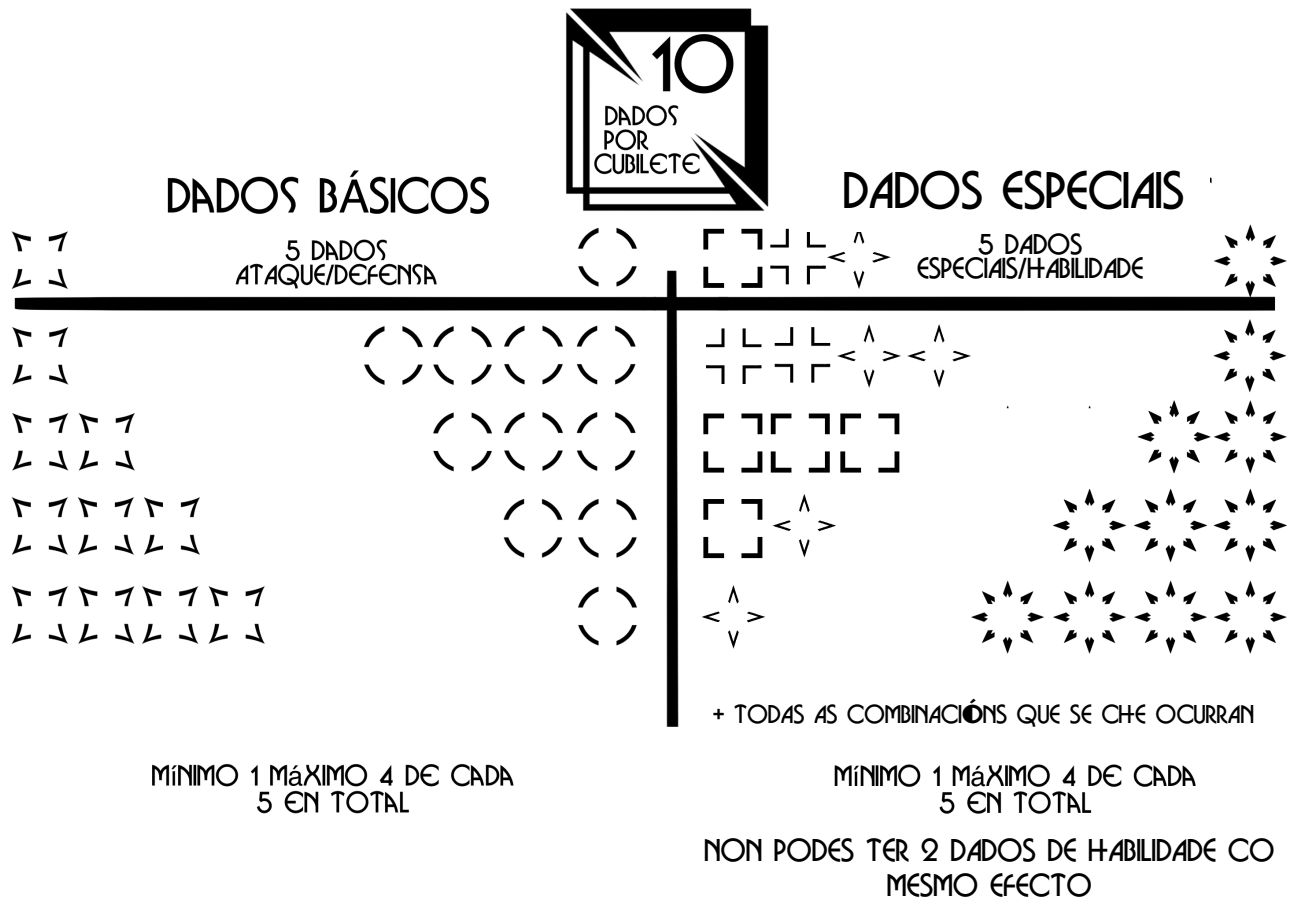 10
DADOS
POR
CUBILETE
DADOS BÁSICOS
5 DADOS
ATAQUE/DEFENSA
DADOS ESPECIAIS
5 DADOS
ESPECIAIS/HABILIDADE
+ TODAS AS COMBINACIÓNS QUE SE CHE OCURRAN
MíNIMO 1 MáXIMO 4 DE CADA
5 EN TOTAL
MíNIMO 1 MáXIMO 4 DE CADA
5 EN TOTAL
NON PODES TER 2 DADOS DE HABILIDADE CO
MESMO EFECTO